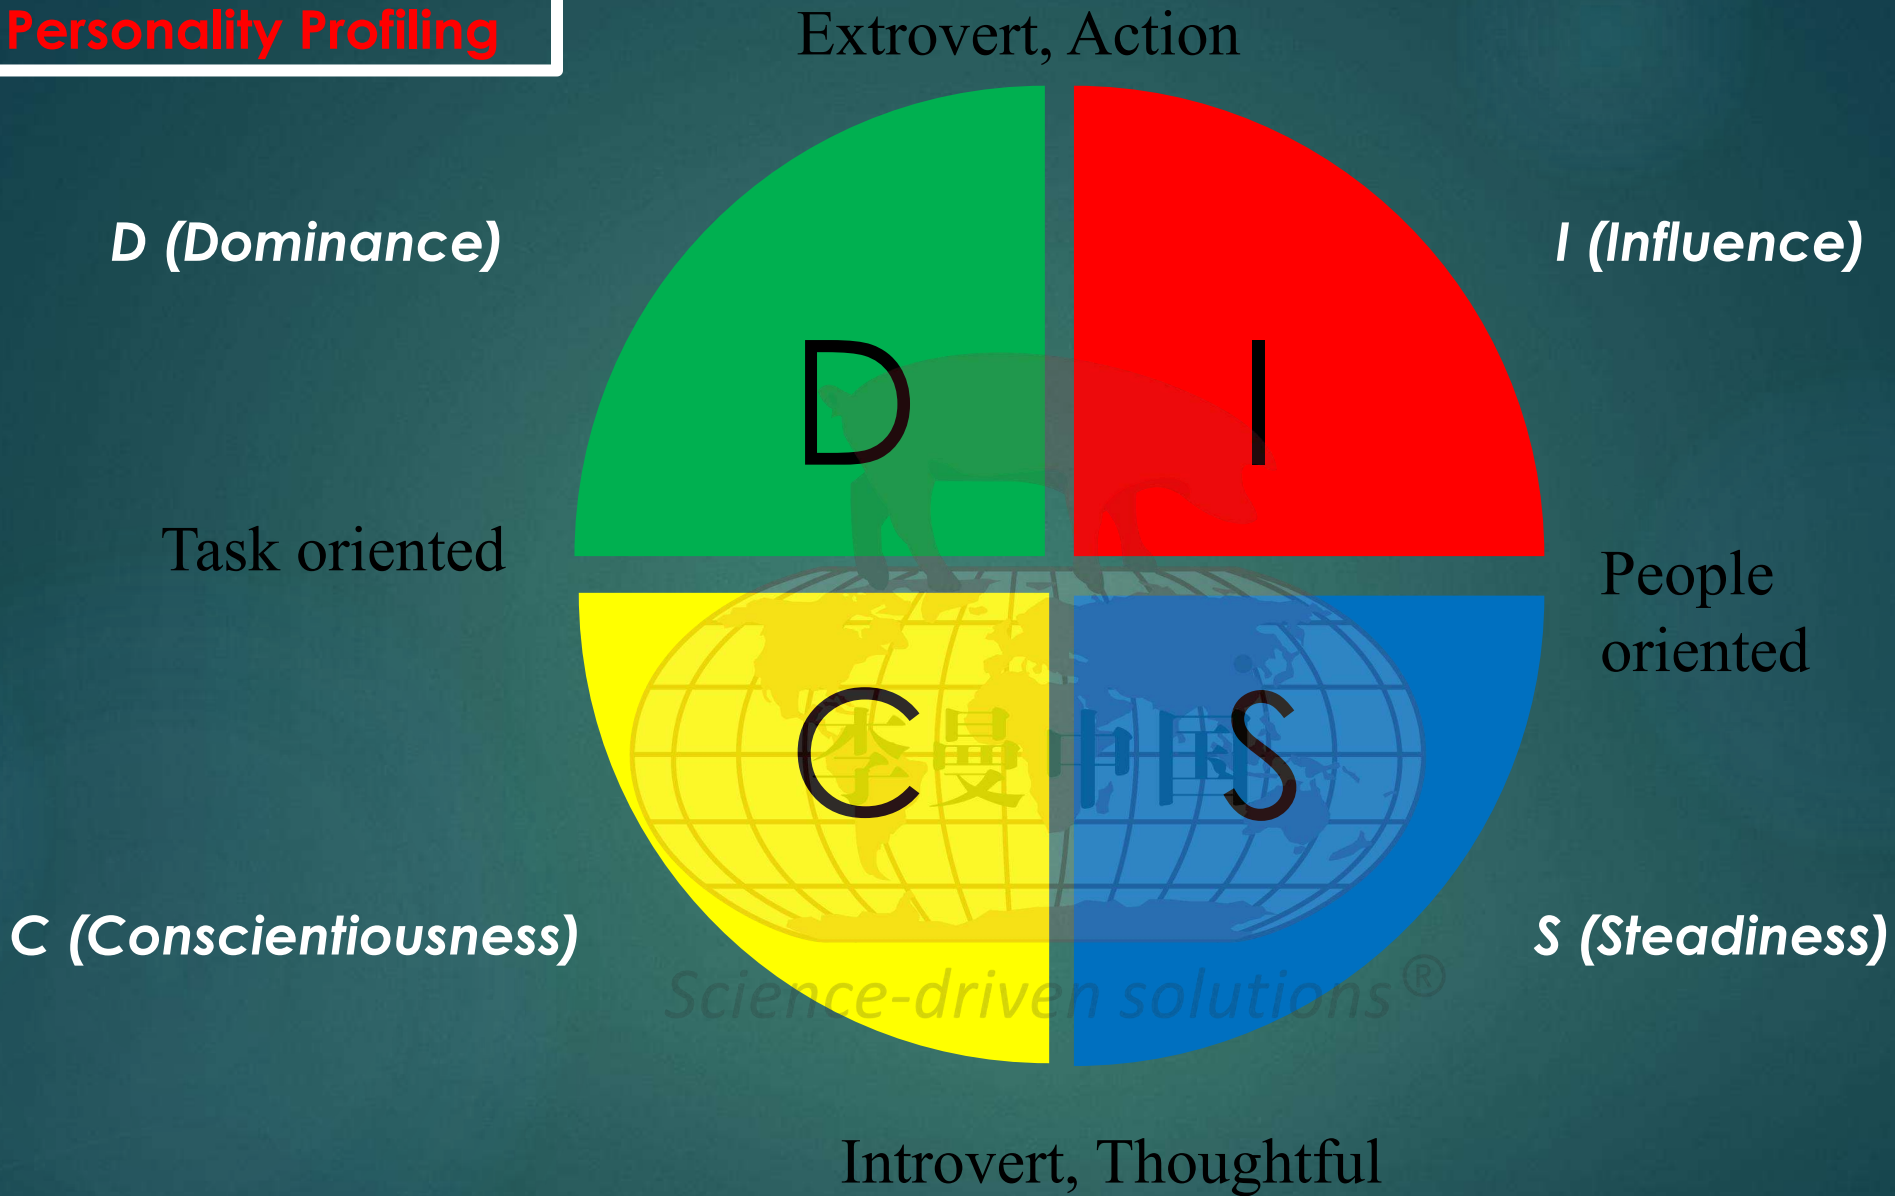 Personality Profiling
Extrovert, Action
D (Dominance)
I (Influence)
D
I
Task oriented
People
oriented
C
S
李曼中国
C (Conscientiousness)
S (Steadiness)
Science-driven solutions®
Introvert, Thoughtful